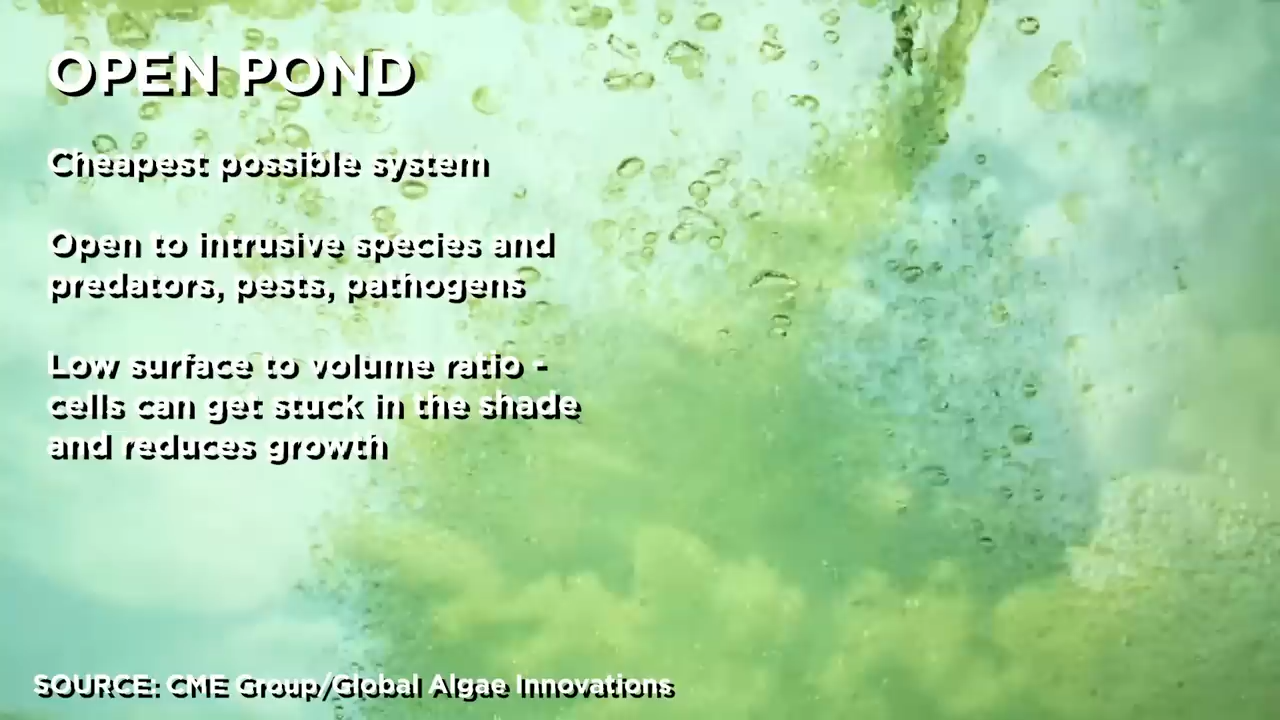 OPEN POND
Cheapest possible system
Open to intrusive species and
predators, pests, pathogens
Low surface to volume ratio -
cells can get stuck in the shade
and reduces growth
SOURCE: CME Group/Global Algae Innovations